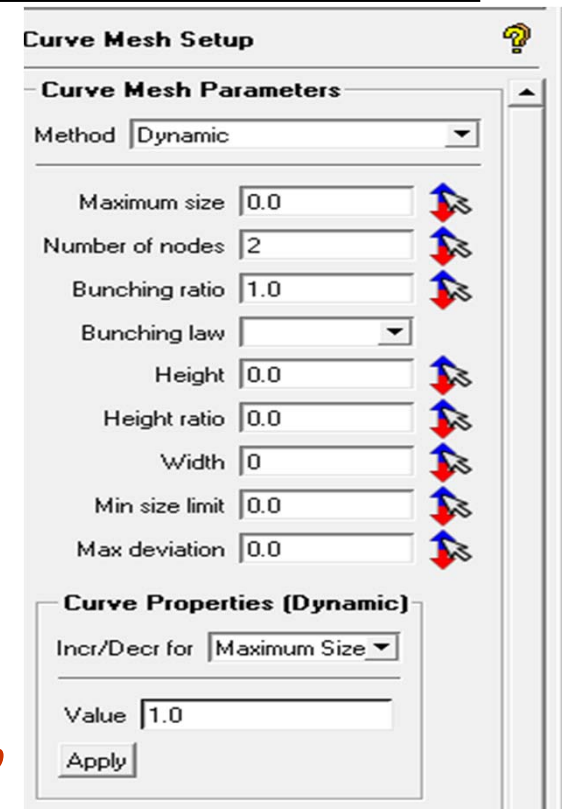 Curve Mesh Setup
Curve Mesh Parameters
Method Dynamic
Maximum size 0.0
Number of nodes 2
Bunching ratio 1.0
Bunching law
Height 0.0
Height ratio 0.0
Width 0
Min size limit 0.0
Max deviation 0.0
Curve Properties (Dynamic)
Incr/Decr for Maximum Size
Value 1.0
Apply